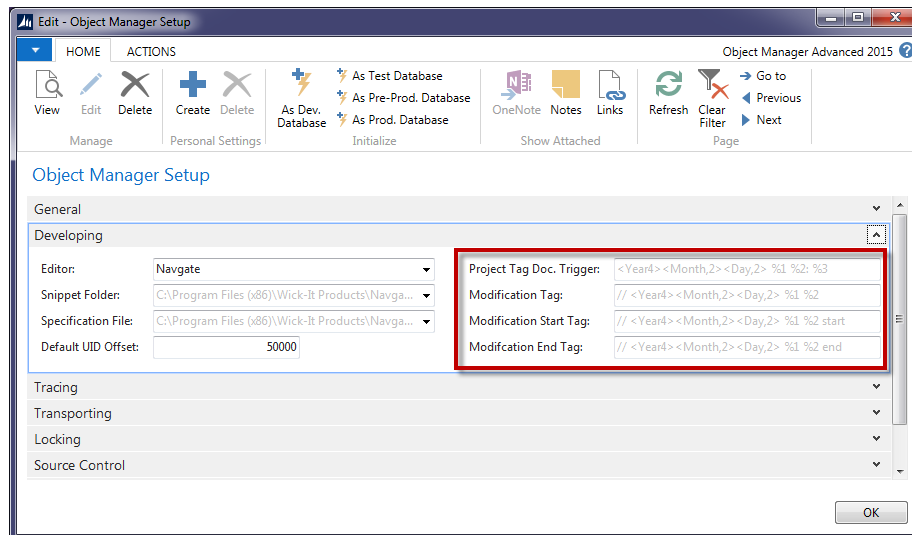 Edit - Object Manager Setup
HOME ACTIONS Object Manager Advanced 2015
View Edit Delete Create Delete As Dev. Database As Test Database As Pre-Prod. Database As Prod. Database OneNote Notes Links Refresh Clear Filter Go to Previous Next
Manage Personal Settings Initialize Show Attached Page
Object Manager Setup
General
Developing
Editor: Navgate Project Tag Doc. Trigger: <Year4><Month,2><Day,2> %1 %2: %3
Snippet Folder: C:\Program Files (x86)\Wick-It Products\Navga... Modification Tag: // <Year4><Month,2><Day,2> %1 %2
Specification File: C:\Program Files (x86)\Wick-It Products\Navga... Modification Start Tag: // <Year4><Month,2><Day,2> %1 %2 start
Default UID Offset: 50000 Modifcation End Tag: // <Year4><Month,2><Day,2> %1 %2 end
Tracing
Transporting
Locking
Source Control
OK